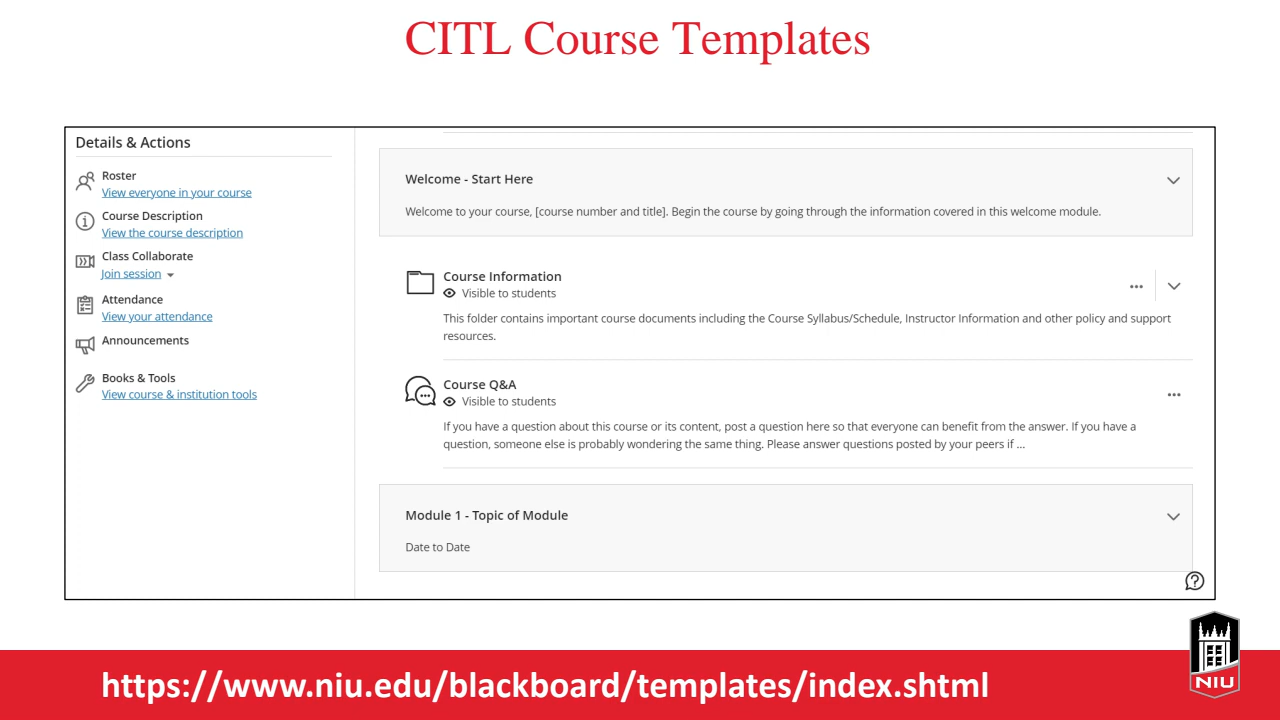 CITL Course Templates
Details & Actions
Roster
View everyone in your course
Course Description
View the course description
Class Collaborate
Join session
Attendance
View your attendance
Announcements
Books & Tools
View course & institution tools
Welcome - Start Here
Welcome to your course, [course number and title]. Begin the course by going through the information covered in this welcome module.
Course Information
Visible to students
This folder contains important course documents including the Course Syllabus/Schedule, Instructor Information and other policy and support
resources.
Course Q&A
Visible to students
If you have a question about this course or its content, post a question here so that everyone can benefit from the answer. If you have a
question, someone else is probably wondering the same thing. Please answer questions posted by your peers if ...
Module 1 - Topic of Module
Date to Date
https://www.niu.edu/blackboard/templates/index.shtml
NIU